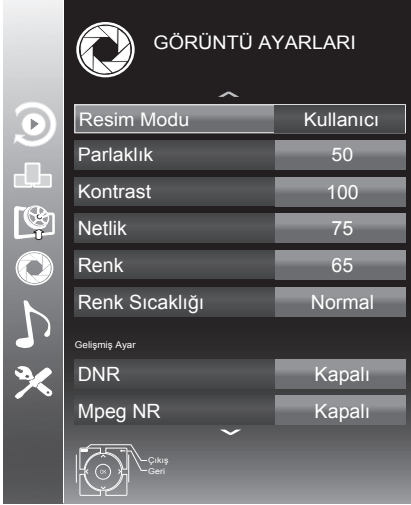 GÖRÜNTÜ AYARLARI
Resim Modu Kullanıcı
Parlaklık 50
Kontrast 100
Netlik 75
Renk 65
Renk Sıcaklığı Normal
Gelişmiş Ayar
DNR Kapalı
Mpeg NR Kapalı
Çıkış
OK Geri